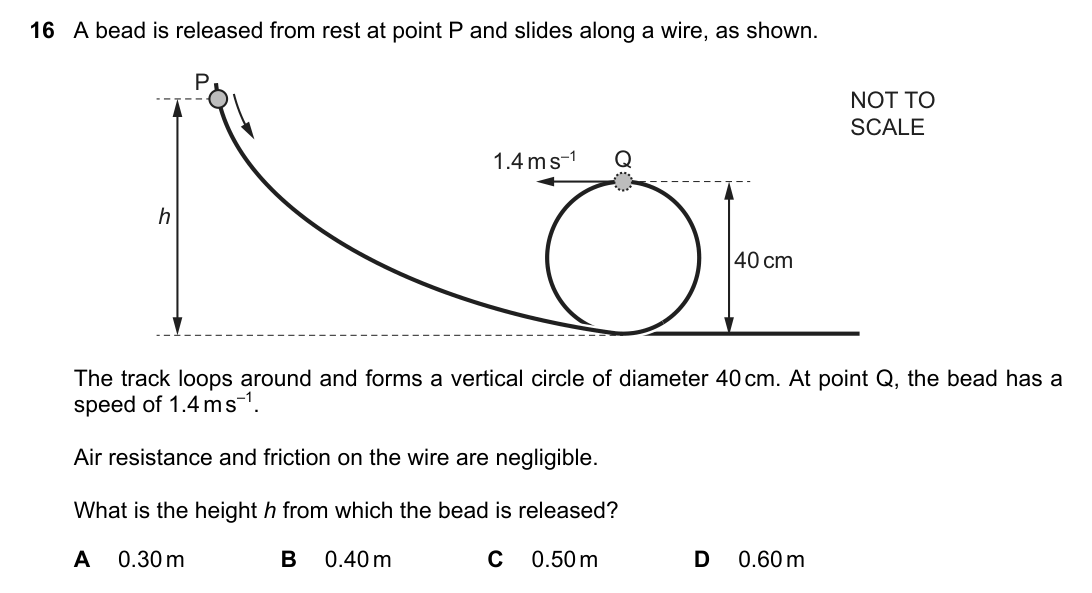 16 A bead is released from rest at point P and slides along a wire, as shown.
P
NOT TO
SCALE
1.4 m s⁻¹ Q
h
40 cm
The track loops around and forms a vertical circle of diameter 40 cm. At point Q, the bead has a
speed of 1.4 m s⁻¹.
Air resistance and friction on the wire are negligible.
What is the height h from which the bead is released?
A 0.30 m B 0.40 m C 0.50 m D 0.60 m